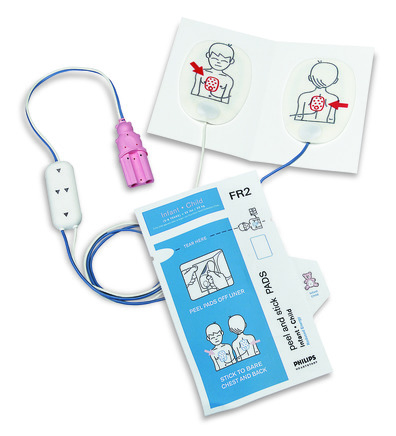 Infant • Child
FR2
TEAR HERE
PEEL PADS OFF LINER
STICK TO BARE
CHEST AND BACK
peel and stick PADS
Infant • Child
PHILIPS